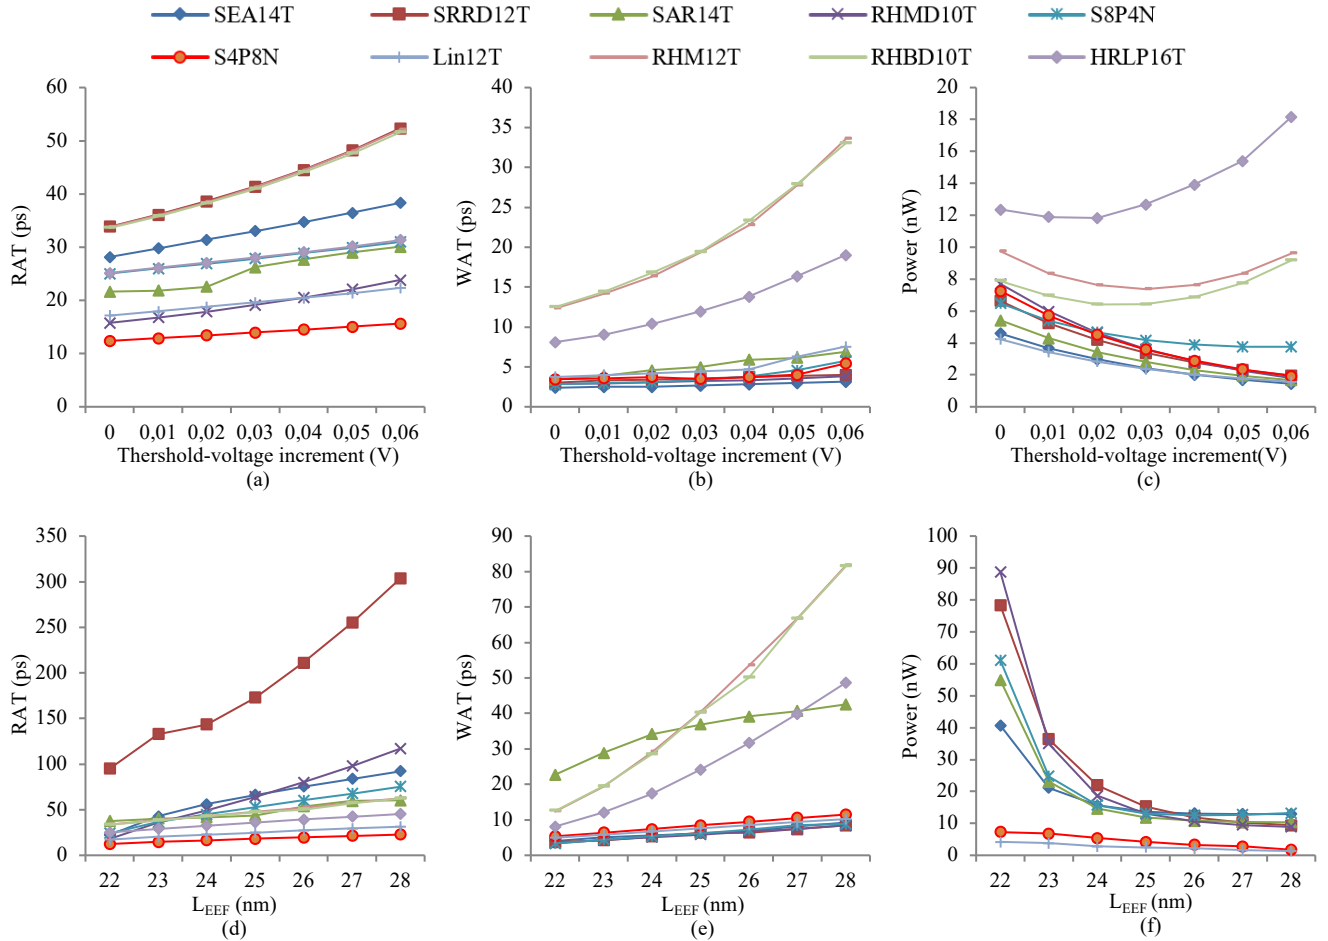 SEA14T SRRD12T SAR14T RHMD10T S8P4N
S4P8N Lin12T RHM12T RHBD10T HRLP16T
RAT (ps)
60
50
40
30
20
10
0
0 0,01 0,02 0,03 0,04 0,05 0,06
Thershold-voltage increment (V)
(a)
WAT (ps)
40
35
30
25
20
15
10
5
0
0 0,01 0,02 0,03 0,04 0,05 0,06
Thershold-voltage increment (V)
(b)
Power (nW)
20
18
16
14
12
10
8
6
4
2
0
0 0,01 0,02 0,03 0,04 0,05 0,06
Thershold-voltage increment(V)
(c)
RAT (ps)
350
300
250
200
150
100
50
0
22 23 24 25 26 27 28
LEEF (nm)
(d)
WAT (ps)
90
80
70
60
50
40
30
20
10
0
22 23 24 25 26 27 28
LEEF (nm)
(e)
Power (nW)
100
90
80
70
60
50
40
30
20
10
0
22 23 24 25 26 27 28
LEEF (nm)
(f)